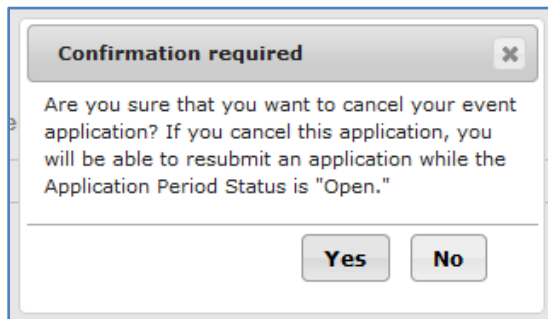 Confirmation required
Are you sure that you want to cancel your event
application? If you cancel this application, you
will be able to resubmit an application while the
Application Period Status is "Open."
Yes No